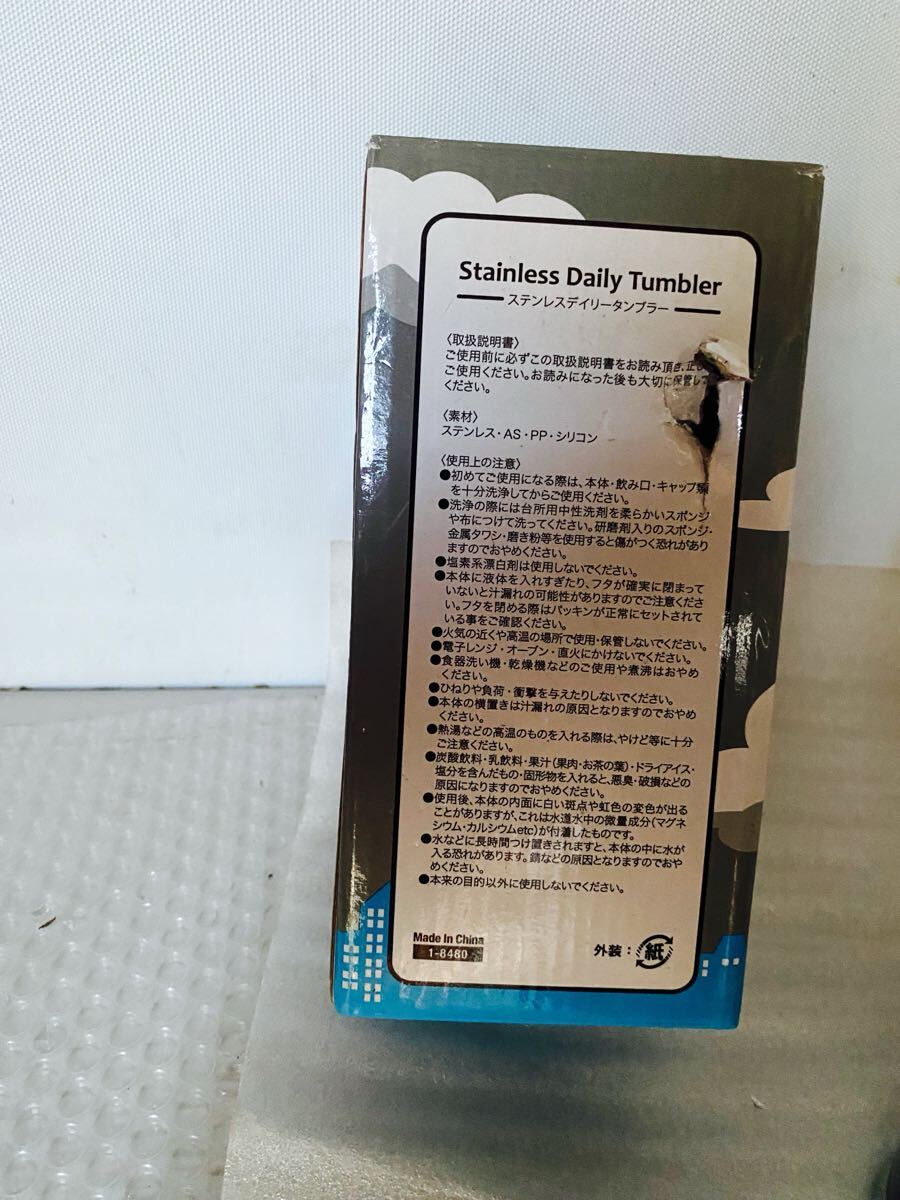 Stainless Daily Tumbler
ステンレスデイリータンブラー
〈取扱説明書〉
ご使用前に必ずこの取扱説明書をお読み頂き、正し
ご使用ください。お読みになった後も大切に保管して
ください。
〈素材〉
ステンレス・AS・PP・シリコン
〈使用上の注意〉
●初めてご使用になる際は、本体・飲み口・キャップ類
を十分洗浄してからご使用ください。
●洗浄の際には台所用中性洗剤を柔らかいスポンジ
や布につけて洗ってください。研磨剤入りのスポンジ・
金属タワシ・磨き粉等を使用すると傷がつく恐れがあり
ますのでおやめください。
●塩素系漂白剤は使用しないでください。
●本体に液体を入れすぎたり、フタが確実に閉まって
いないと汁漏れの可能性がありますのでご注意くださ
い。フタを閉める際はパッキンが正常にセットされて
いる事をご確認ください。
●火気の近くや高温の場所で使用・保管しないでください。
●電子レンジ・オーブン・直火にかけないでください。
●食器洗い機・乾燥機などのご使用や煮沸はおやめ
ください。
●ひねりや負荷・衝撃を与えたりしないでください。
●本体の横置きは汁漏れの原因となりますのでおやめ
ください。
●熱湯などの高温のものを入れる際は、やけど等に十分
ご注意ください。
●炭酸飲料・乳飲料・果汁(果肉・お茶の葉)・ドライアイス・
塩分を含んだもの・固形物を入れると、悪臭・破損などの
原因になりますのでおやめください。
●使用後、本体の内面に白い斑点や虹色の変色が出る
ことがありますが、これは水道水中の微量成分(マグネ
シウム・カルシウムetc)が付着したものです。
●水などに長時間つけ置きされますと、本体の中に水が
入る恐れがあります。錆などの原因となりますのでおや
めください。
●本来の目的以外に使用しないでください。
Made In China
1-8480
外装：紙